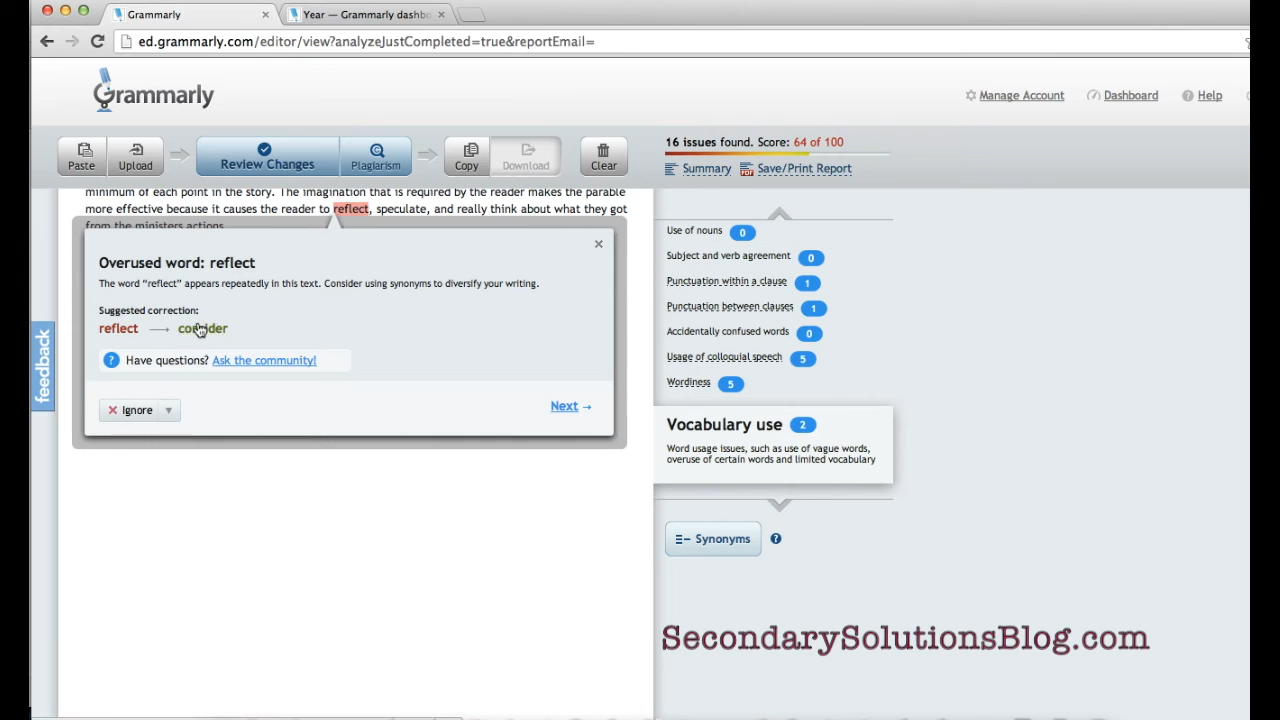 Grammarly
Year — Grammarly dashbo
ed.grammarly.com/editor/view?analyzeJustCompleted=true&reportEmail=
Grammarly
Manage Account
Dashboard
Help
Paste
Upload
Review Changes
Plagiarism
Copy
Download
Clear
16 issues found. Score: 64 of 100
Summary
PDF
Save/Print Report
minimum of each point in the story. The imagination that is required by the reader makes the parable
more effective because it causes the reader to reflect, speculate, and really think about what they got
from the ministers actions.
Overused word: reflect
The word “reflect” appears repeatedly in this text. Consider using synonyms to diversify your writing.
Suggested correction:
reflect → consider
? Have questions? Ask the community!
Ignore
Next →
feedback
Use of nouns 0
Subject and verb agreement 0
Punctuation within a clause 1
Punctuation between clauses 1
Accidentally confused words 0
Usage of colloquial speech 5
Wordiness 5
Vocabulary use 2
Word usage issues, such as use of vague words,
overuse of certain words and limited vocabulary
Synonyms ?
SecondarySolutionsBlog.com